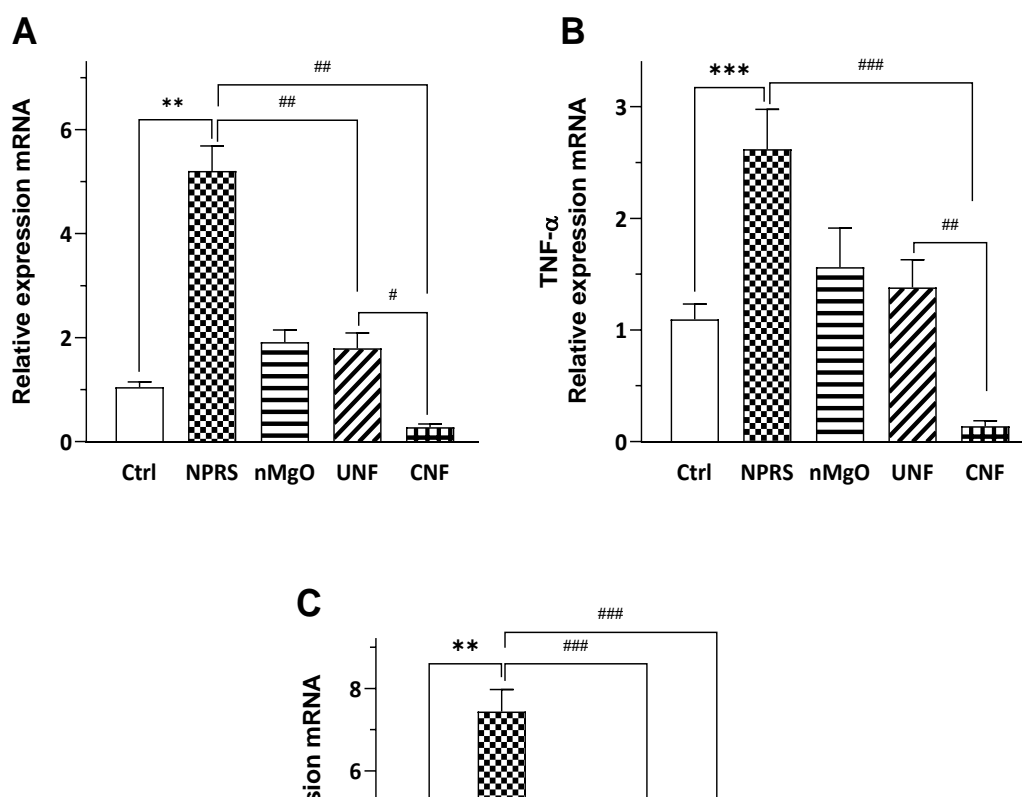 A
Relative expression mRNA
6
4
2
0
**
##
##
#
Ctrl NPRS nMgO UNF CNF
B
TNF-α
Relative expression mRNA
3
2
1
0
***
###
##
Ctrl NPRS nMgO UNF CNF
C
sion mRNA
8
6
**
###
###